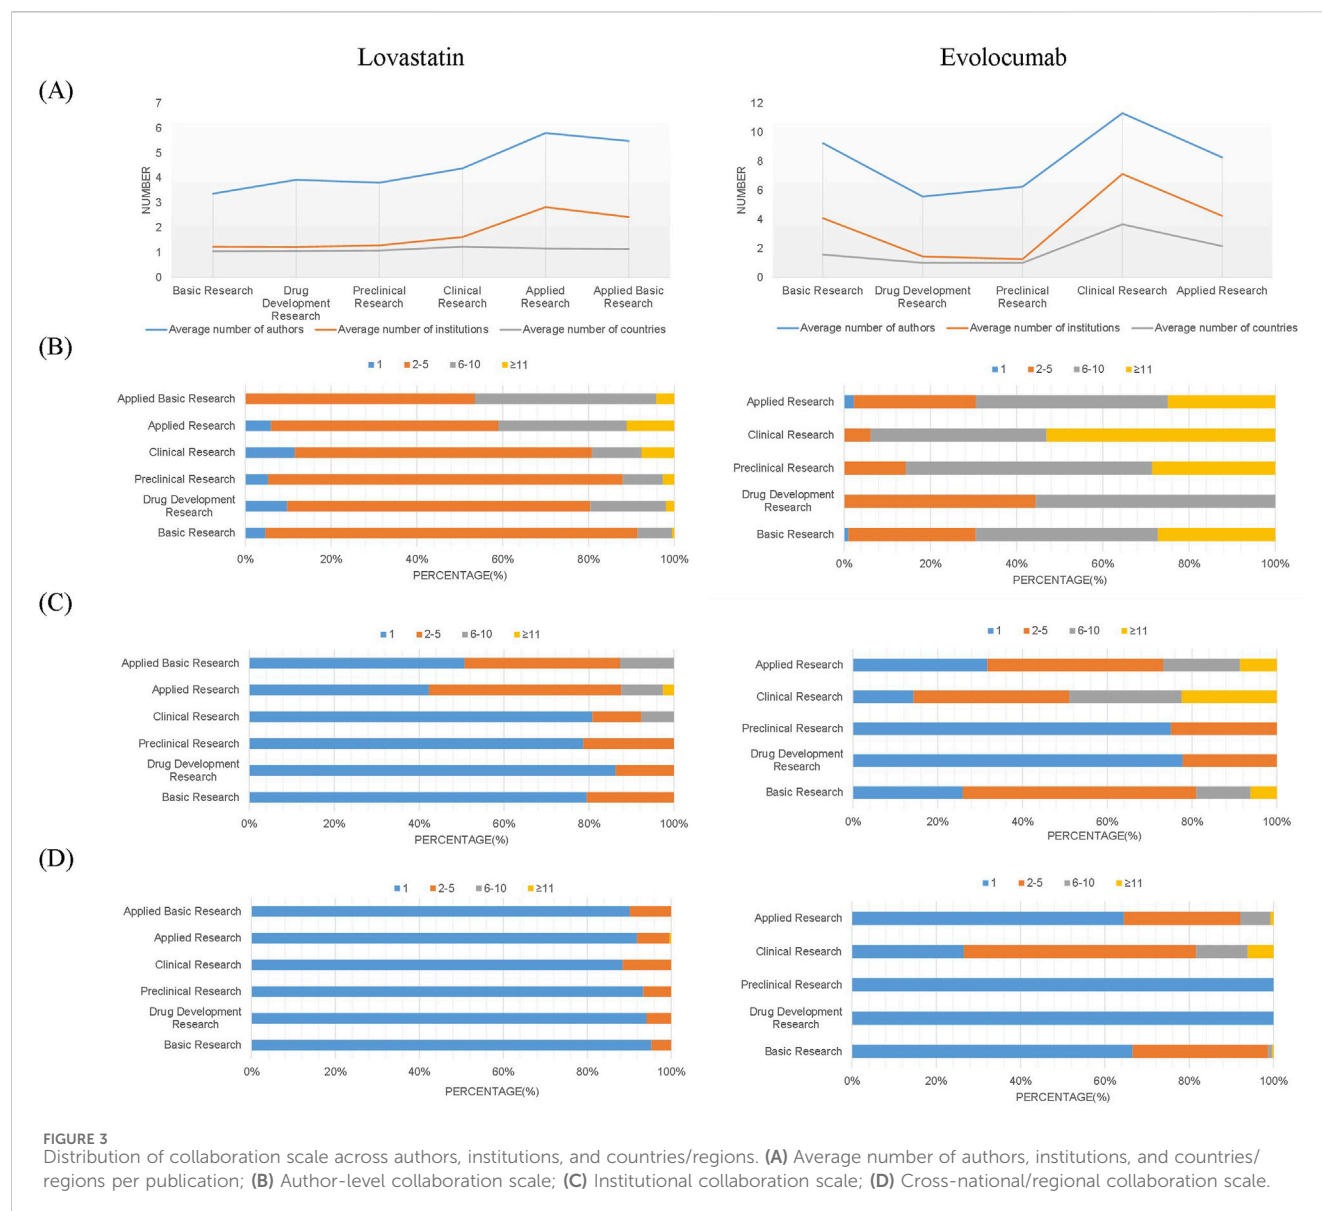 Lovastatin
Evolocumab
(A)
7
6
5
4
3
2
1
0
NUMBER
Basic Research
Drug Development Research
Preclinical Research
Clinical Research
Applied Research
Applied Basic Research
Average number of authors
Average number of institutions
Average number of countries
12
10
8
6
4
2
0
NUMBER
Basic Research
Drug Development Research
Preclinical Research
Clinical Research
Applied Research
Average number of authors
Average number of institutions
Average number of countries
(B)
1 2-5 6-10 ≥11
Applied Basic Research
Applied Research
Clinical Research
Preclinical Research
Drug Development
Research
Basic Research
0% 20% 40% 60% 80% 100%
PERCENTAGE(%)
1 2-5 6-10 ≥11
Applied Research
Clinical Research
Preclinical Research
Drug Development
Research
Basic Research
0% 20% 40% 60% 80% 100%
PERCENTAGE(%)
(C)
1 2-5 6-10 ≥11
Applied Basic Research
Applied Research
Clinical Research
Preclinical Research
Drug Development
Research
Basic Research
0% 20% 40% 60% 80% 100%
PERCENTAGE(%)
1 2-5 6-10 ≥11
Applied Research
Clinical Research
Preclinical Research
Drug Development
Research
Basic Research
0% 20% 40% 60% 80% 100%
PERCENTAGE(%)
(D)
1 2-5 6-10 ≥11
Applied Basic Research
Applied Research
Clinical Research
Preclinical Research
Drug Development
Research
Basic Research
0% 20% 40% 60% 80% 100%
PERCENTAGE(%)
1 2-5 6-10 ≥11
Applied Research
Clinical Research
Preclinical Research
Drug Development
Research
Basic Research
0% 20% 40% 60% 80% 100%
PERCENTAGE(%)
FIGURE 3
Distribution of collaboration scale across authors, institutions, and countries/regions. (A) Average number of authors, institutions, and countries/
regions per publication; (B) Author-level collaboration scale; (C) Institutional collaboration scale; (D) Cross-national/regional collaboration scale.